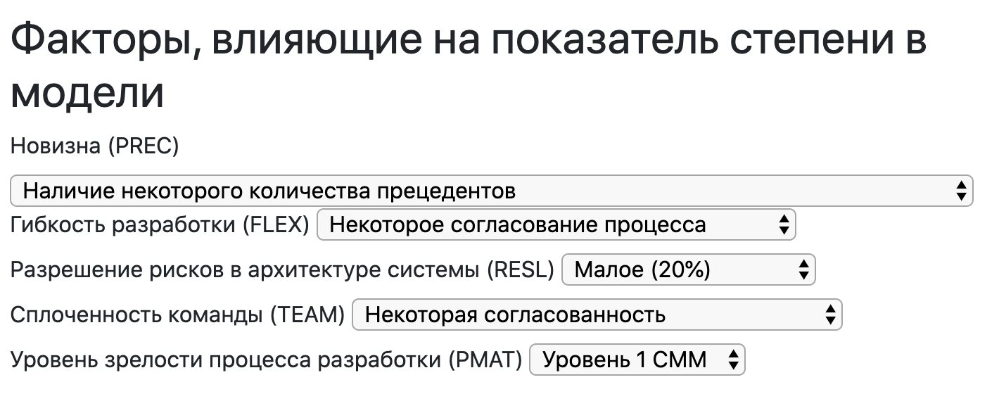 Факторы, влияющие на показатель степени в
модели
Новизна (PREC)
Наличие некоторого количества прецедентов
Гибкость разработки (FLEX) Некоторое согласование процесса
Разрешение рисков в архитектуре системы (RESL) Малое (20%)
Сплоченность команды (TEAM) Некоторая согласованность
Уровень зрелости процесса разработки (PMAT) Уровень 1 СММ